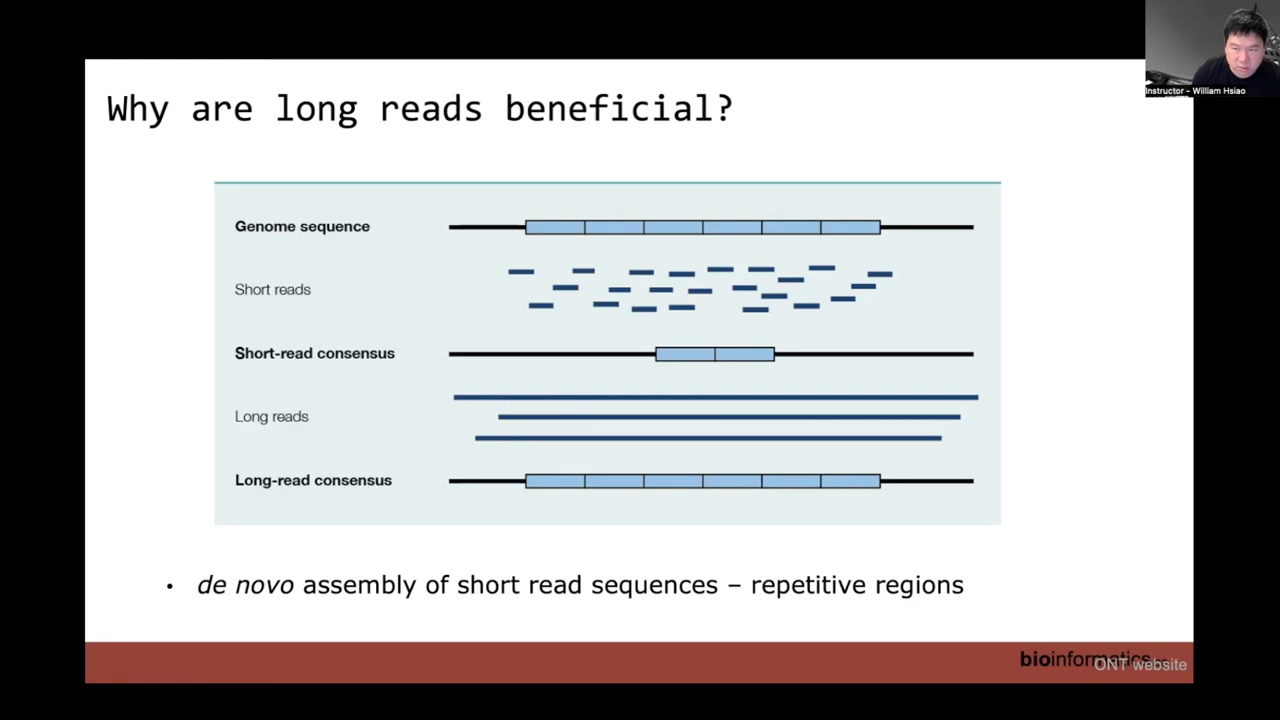 Instructor - William Hsiao
Why are long reads beneficial?
Genome sequence
Short reads
Short-read consensus
Long reads
Long-read consensus
• de novo assembly of short read sequences – repetitive regions
bioinformatics
ONT website